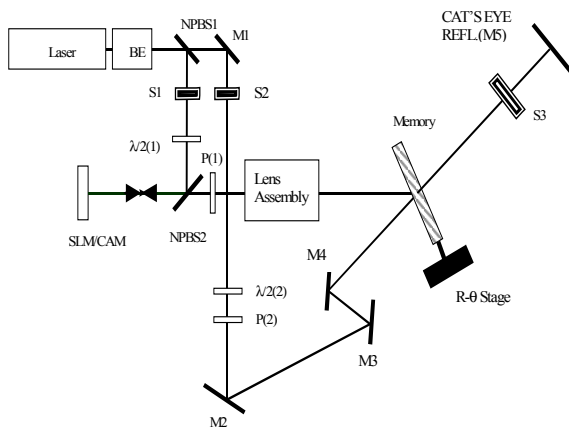 CAT'S EYE
REFL.(M5)
NPBS1
M1
Laser
BE
S1
S2
S3
Memory
λ/2(1)
P(1)
Lens
Assembly
SLM/CAM
NPBS2
M4
R-θ Stage
λ/2(2)
P(2)
M3
M2